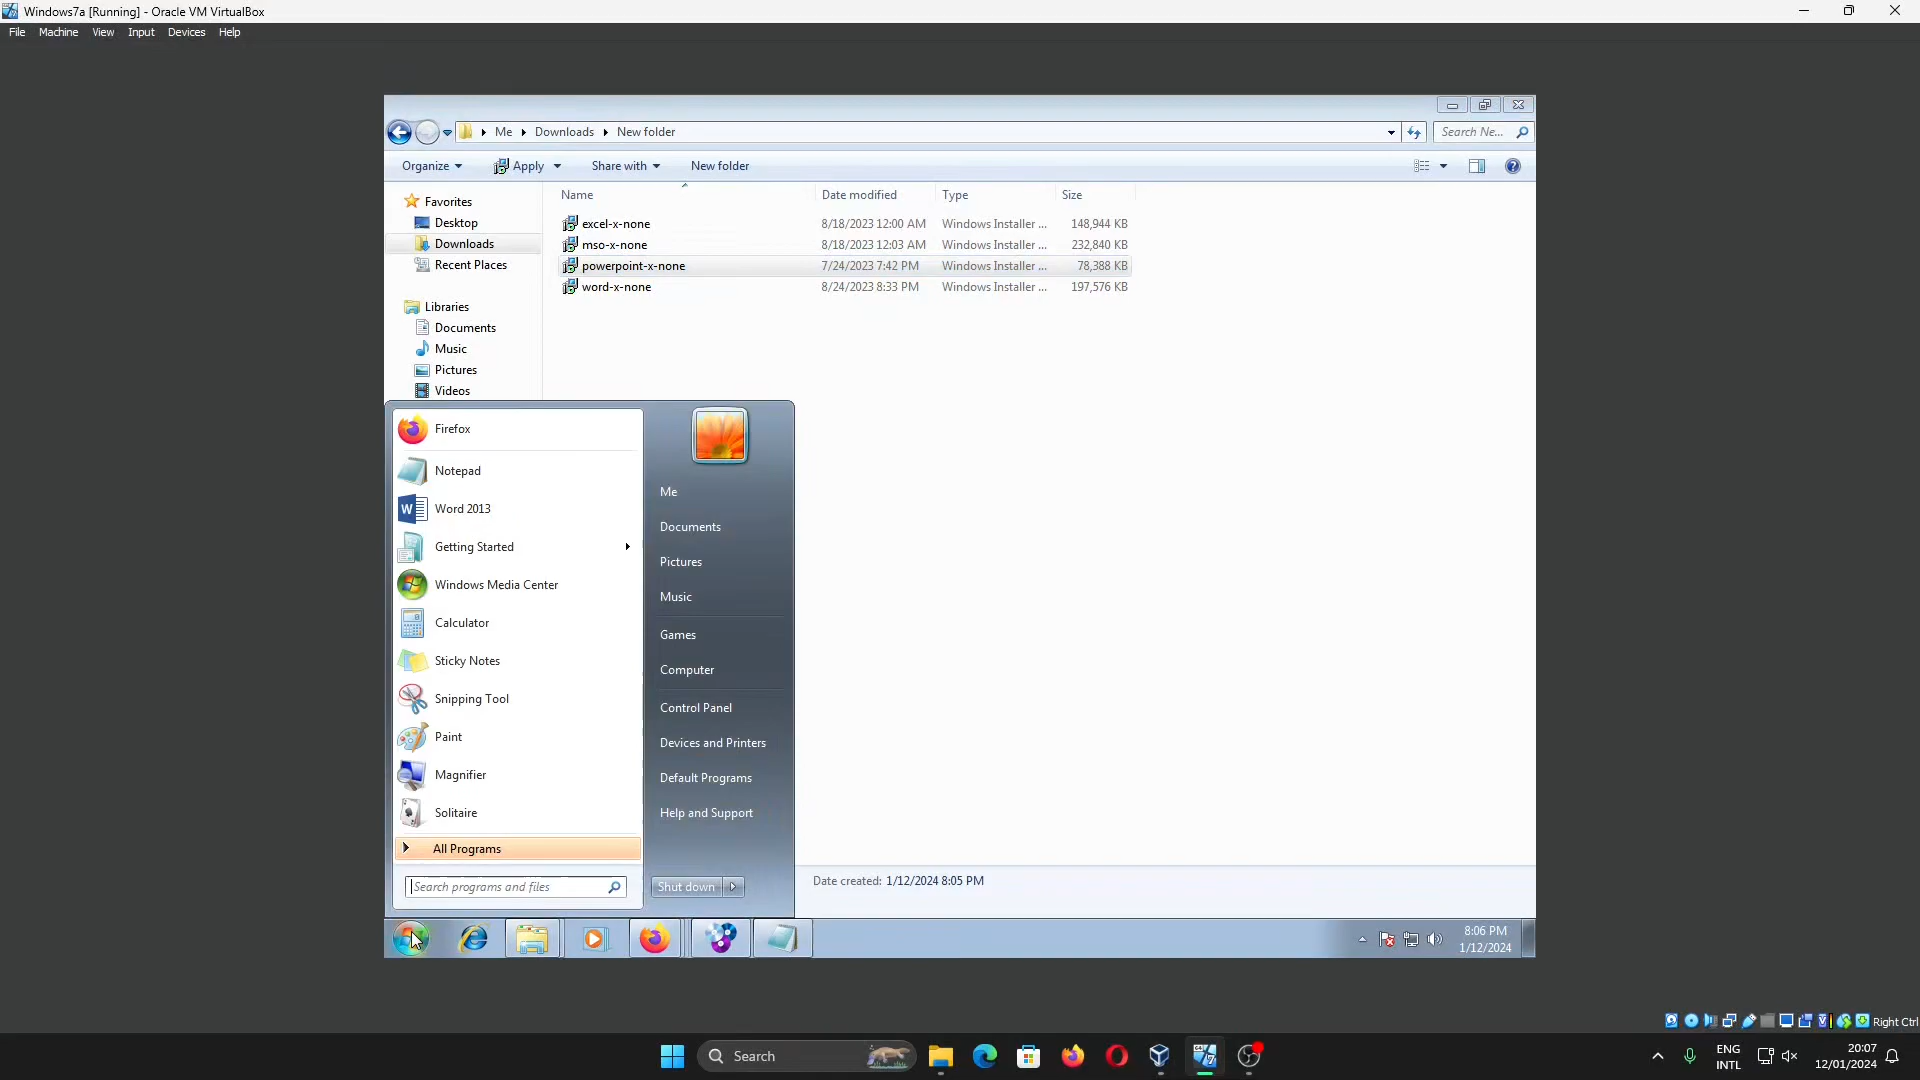 Windows7a [Running] - Oracle VM VirtualBox
File Machine View Input Devices Help
Me Downloads New folder
Search Ne...
Organize Apply Share with New folder
Name Date modified Type Size
excel-x-none 8/18/2023 12:00 AM Windows Installer ... 148,944 KB
mso-x-none 8/18/2023 12:03 AM Windows Installer ... 232,840 KB
powerpoint-x-none 7/24/2023 7:42 PM Windows Installer ... 78,388 KB
word-x-none 8/24/2023 8:33 PM Windows Installer ... 197,576 KB
Favorites
Desktop
Downloads
Recent Places
Libraries
Documents
Music
Pictures
Videos
Firefox
Notepad
Word 2013
Getting Started
Windows Media Center
Calculator
Sticky Notes
Snipping Tool
Paint
Magnifier
Solitaire
All Programs
Search programs and files
Me
Documents
Pictures
Music
Games
Computer
Control Panel
Devices and Printers
Default Programs
Help and Support
Shut down
Date created: 1/12/2024 8:05 PM
8:06 PM
1/12/2024
Right Ctrl
Search
ENG
INTL
20:07
12/01/2024